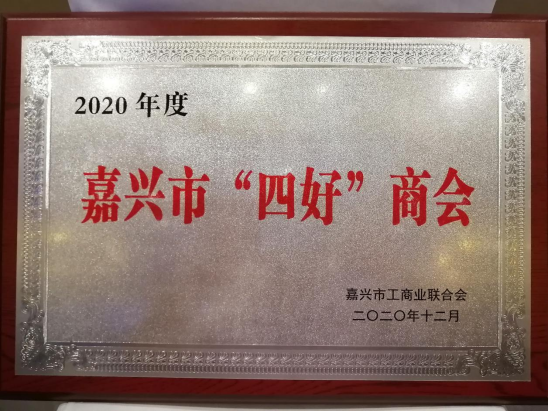 2020 年度
嘉兴市“四好”商会
嘉兴市工商业联合会
二〇二〇年十二月